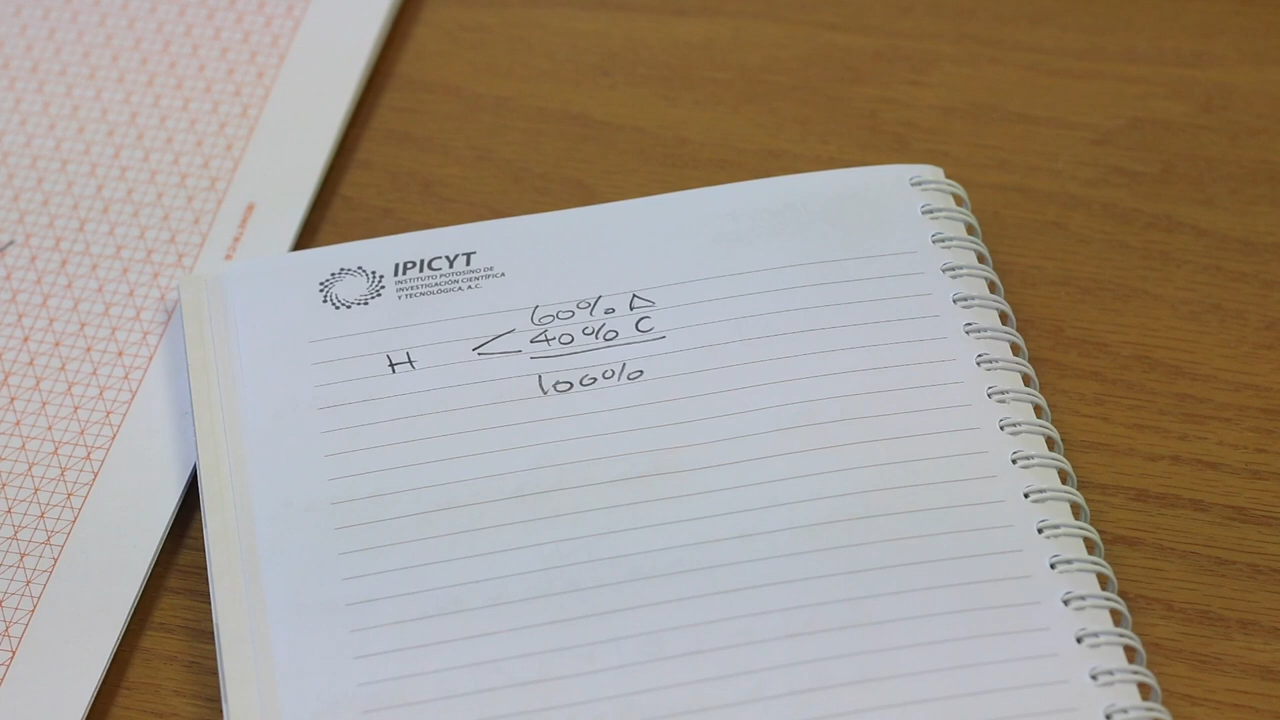 IPICYT
INSTITUTO POTOSINO DE
INVESTIGACIÓN CIENTÍFICA
Y TECNOLÓGICA, A.C.
60% A
H < 40% C
100%